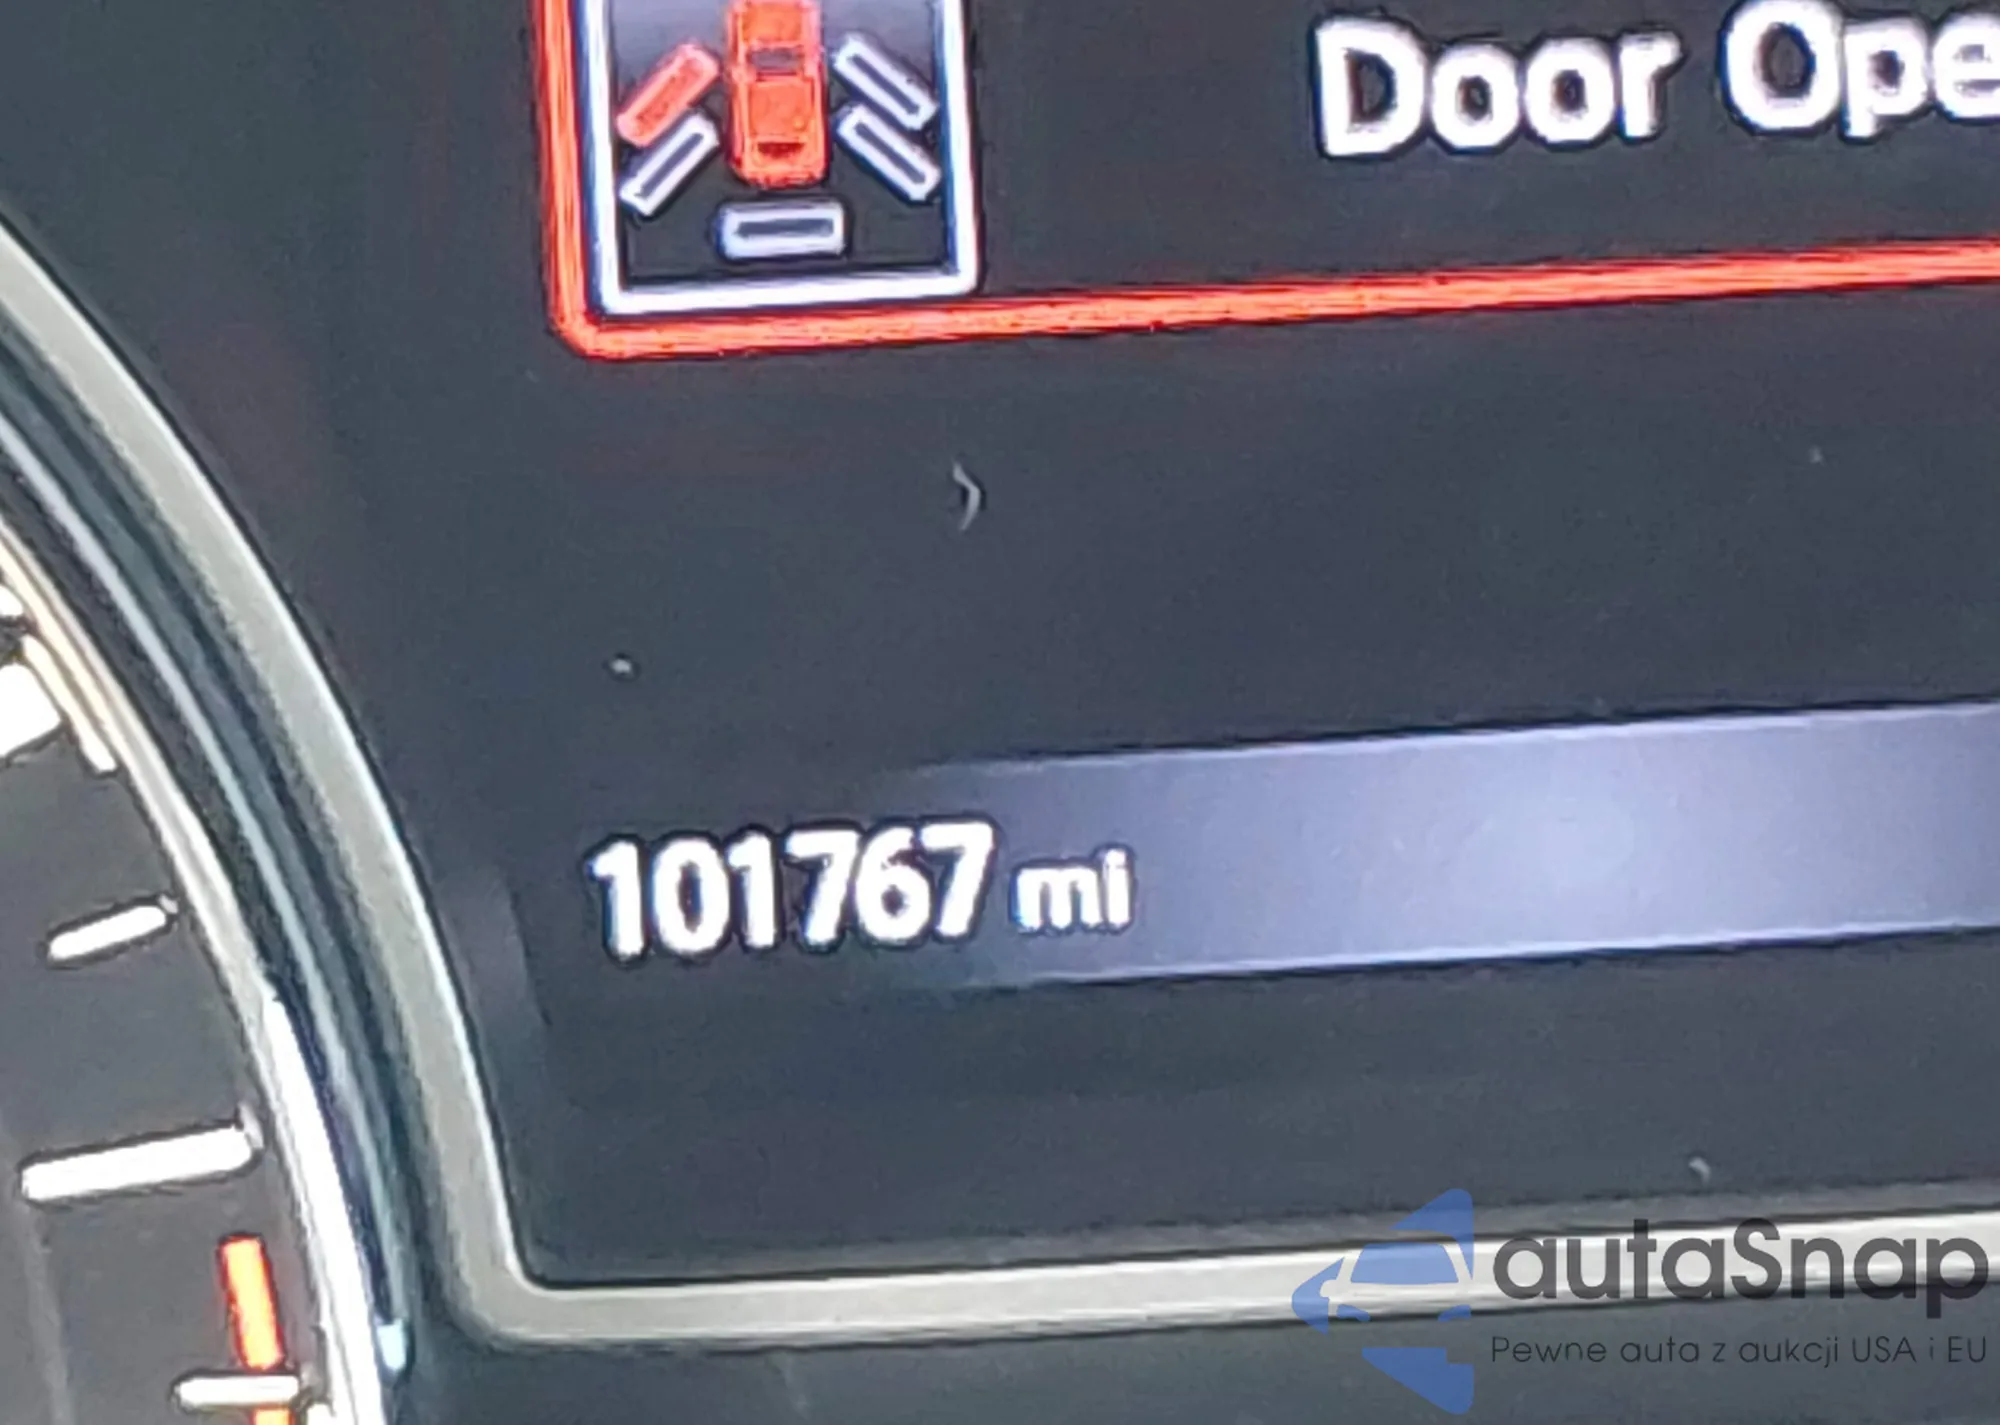 Door Ope
101767 mi
autaSnap
Pewne auta z aukcji USA i EU